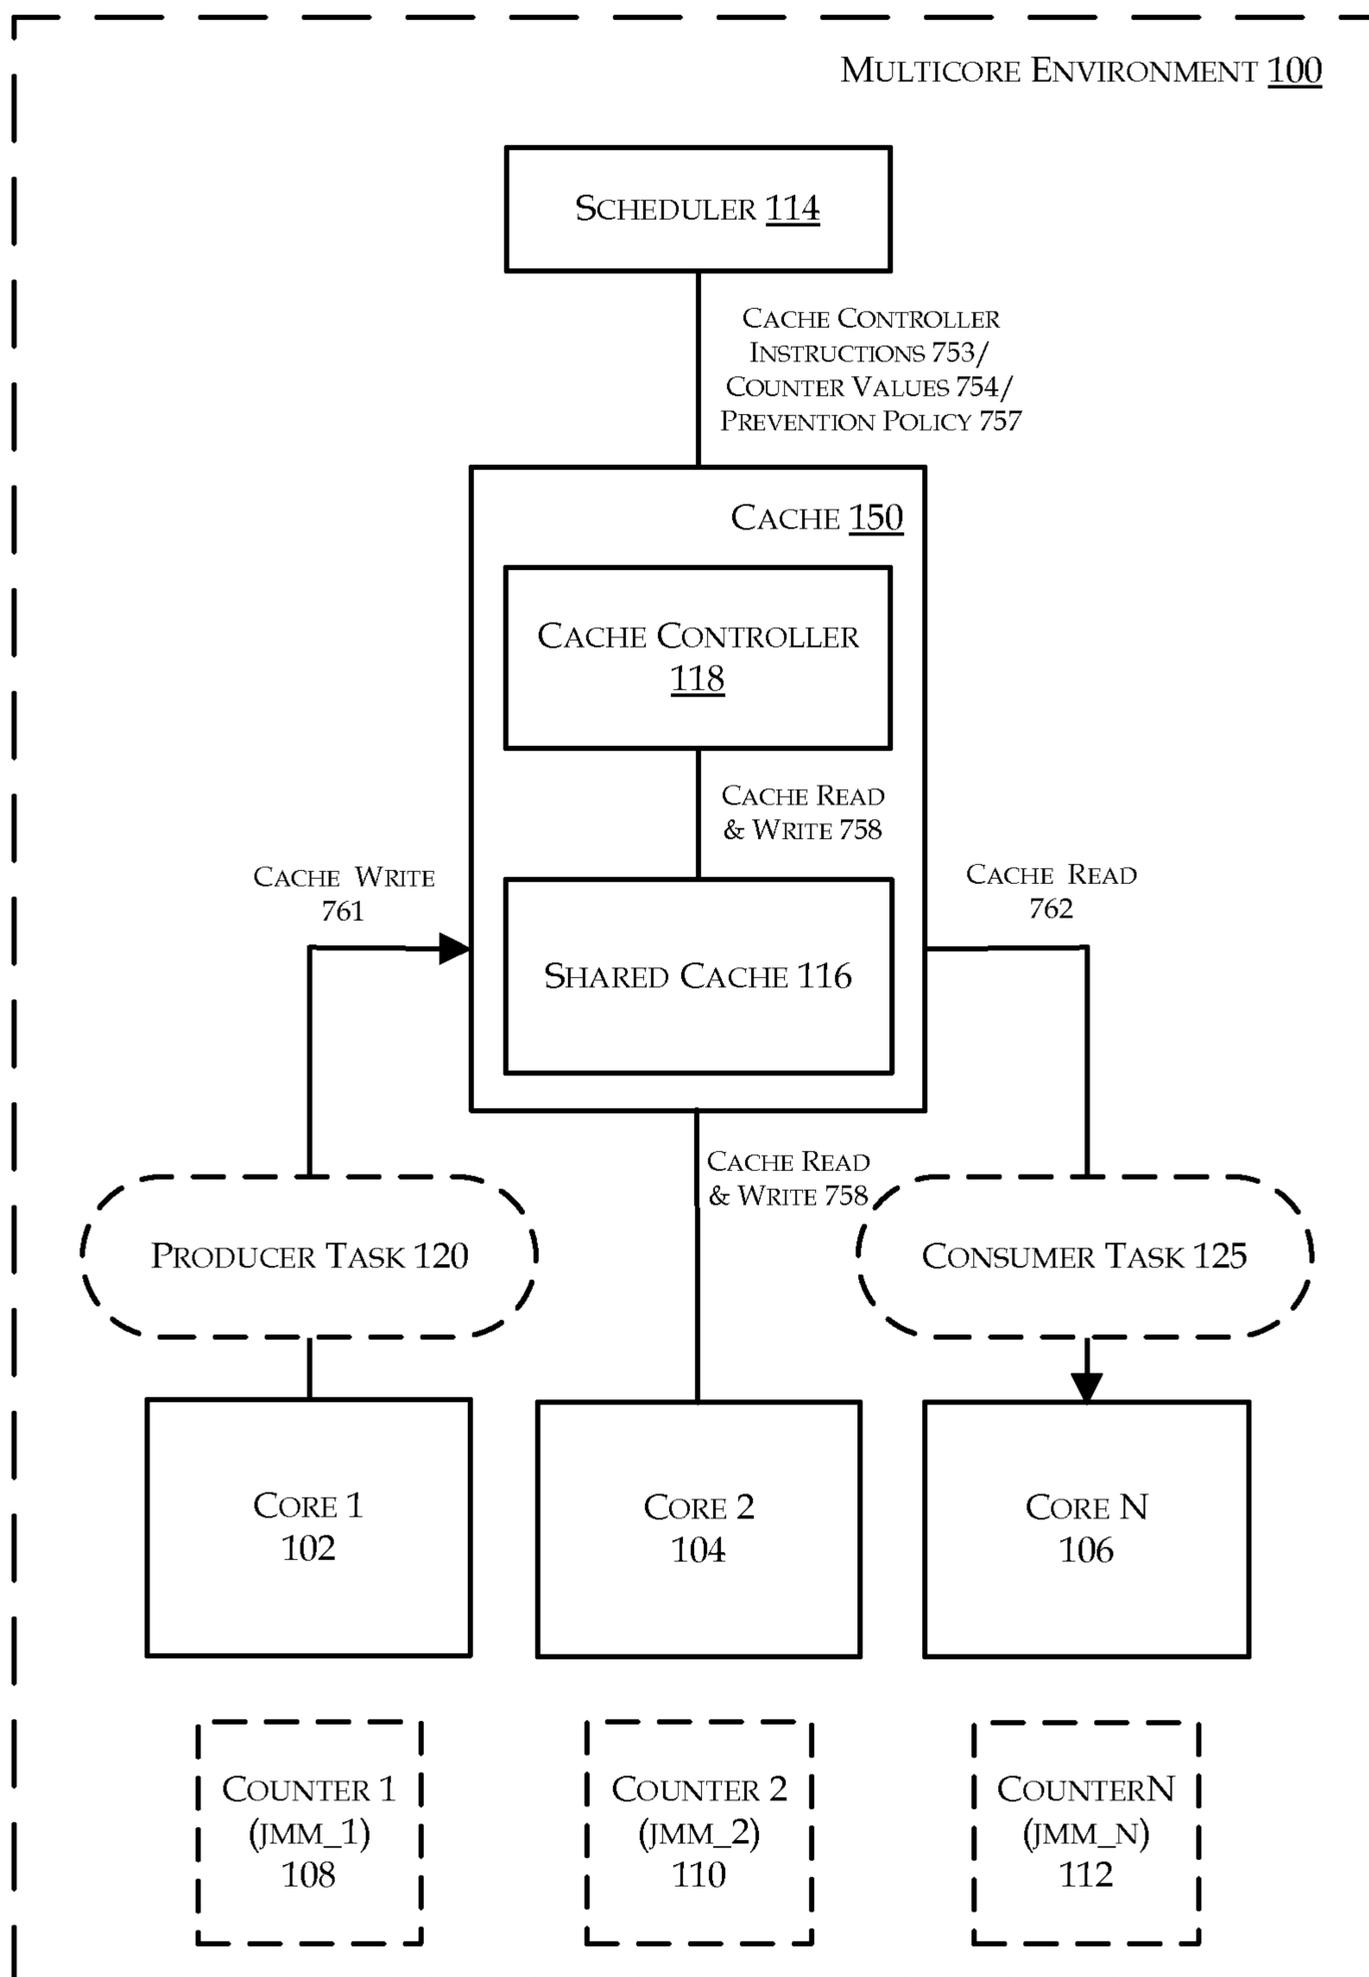 MULTICORE ENVIRONMENT 100
SCHEDULER 114
CACHE CONTROLLER
INSTRUCTIONS 753/
COUNTER VALUES 754/
PREVENTION POLICY 757
CACHE 150
CACHE CONTROLLER
118
CACHE READ
& WRITE 758
CACHE WRITE
761
CACHE READ
762
SHARED CACHE 116
CACHE READ
& WRITE 758
PRODUCER TASK 120
CONSUMER TASK 125
CORE 1
102
CORE 2
104
CORE N
106
COUNTER 1
(JMM_1)
108
COUNTER 2
(JMM_2)
110
COUNTERN
(JMM_N)
112